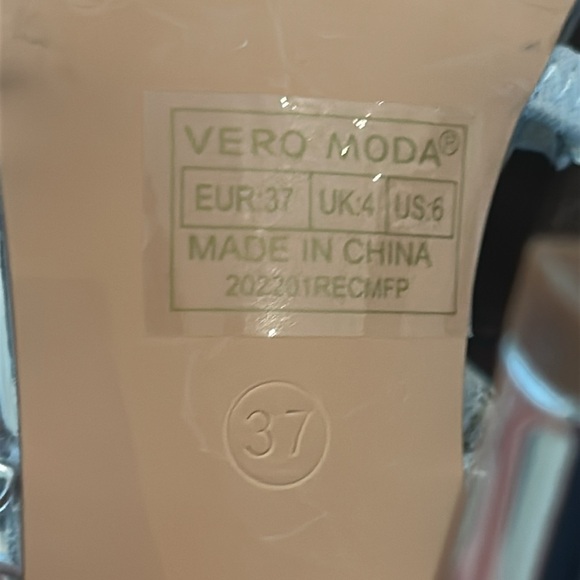 VERO MODA®
EUR:37 UK:4 US:6
MADE IN CHINA
202201RECMFP
37